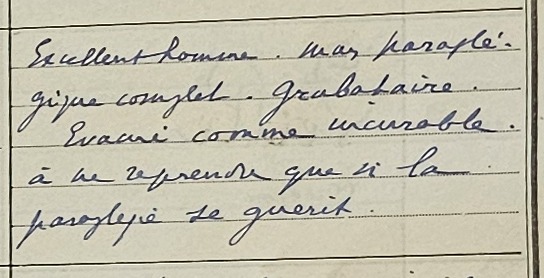 Excellent homme. mais paraplé-
gique complet. Grabataire.
Evacué comme incurable.
à ne reprendre que si la
paraplégie se guérit.